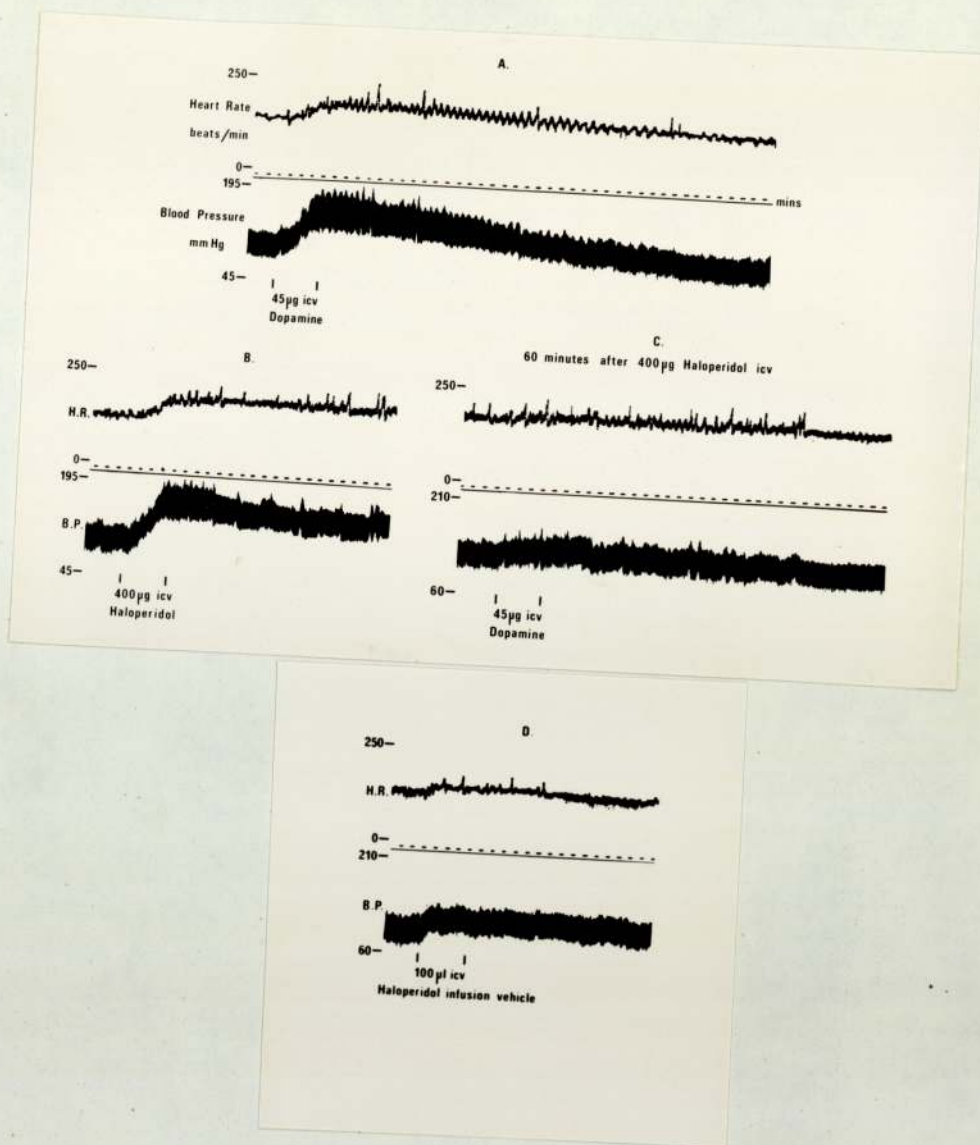 A.
250—
Heart Rate
beats/min
0—
mins
195—
Blood Pressure
mm Hg
45—
45µg icv
Dopamine
B.
250—
H.R.
0—
195—
B.P.
45—
400µg icv
Haloperidol
C.
60 minutes after 400µg Haloperidol icv
250—
0—
210—
60—
45µg icv
Dopamine
D.
250—
H.R.
0—
210—
B.P.
60—
100µl icv
Haloperidol infusion vehicle